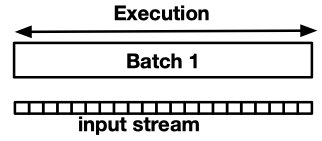 Execution
Batch 1
input stream